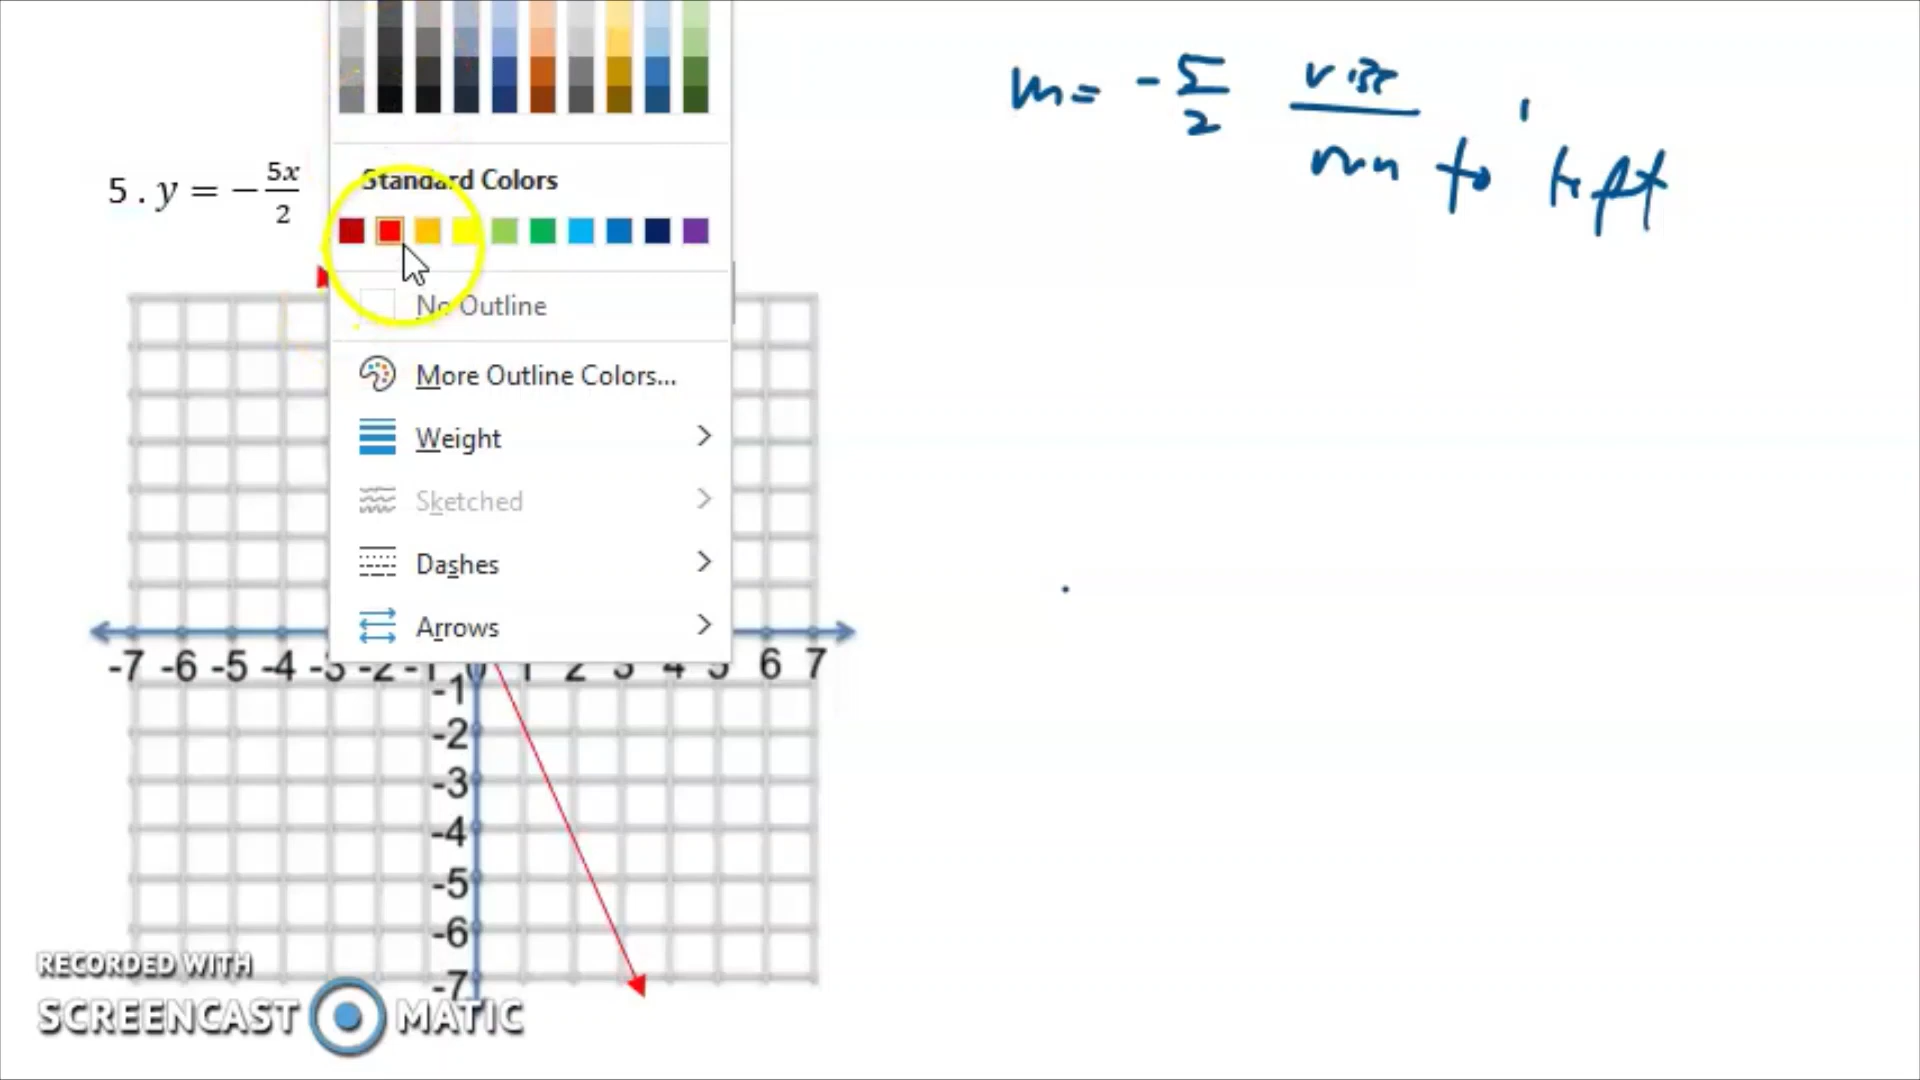 m = -5/2 rise
run to left
5 . y = - 5x/2
Standard Colors
No Outline
More Outline Colors...
Weight
Sketched
Dashes
Arrows
-7 -6 -5 -4 -3 -2 -1 0 1 2 3 4 5 6 7
-1
-2
-3
-4
-5
-6
-7
RECORDED WITH
SCREENCAST MATIC